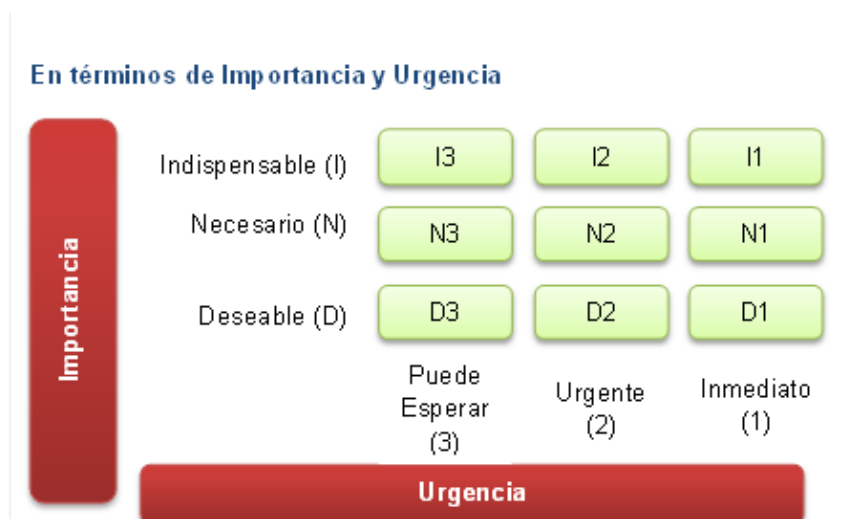 En términos de Importancia y Urgencia
Importancia
Indispensable (I)
I3
I2
I1
Necesario (N)
N3
N2
N1
Deseable (D)
D3
D2
D1
Puede
Esperar
(3)
Urgente
(2)
Inmediato
(1)
Urgencia